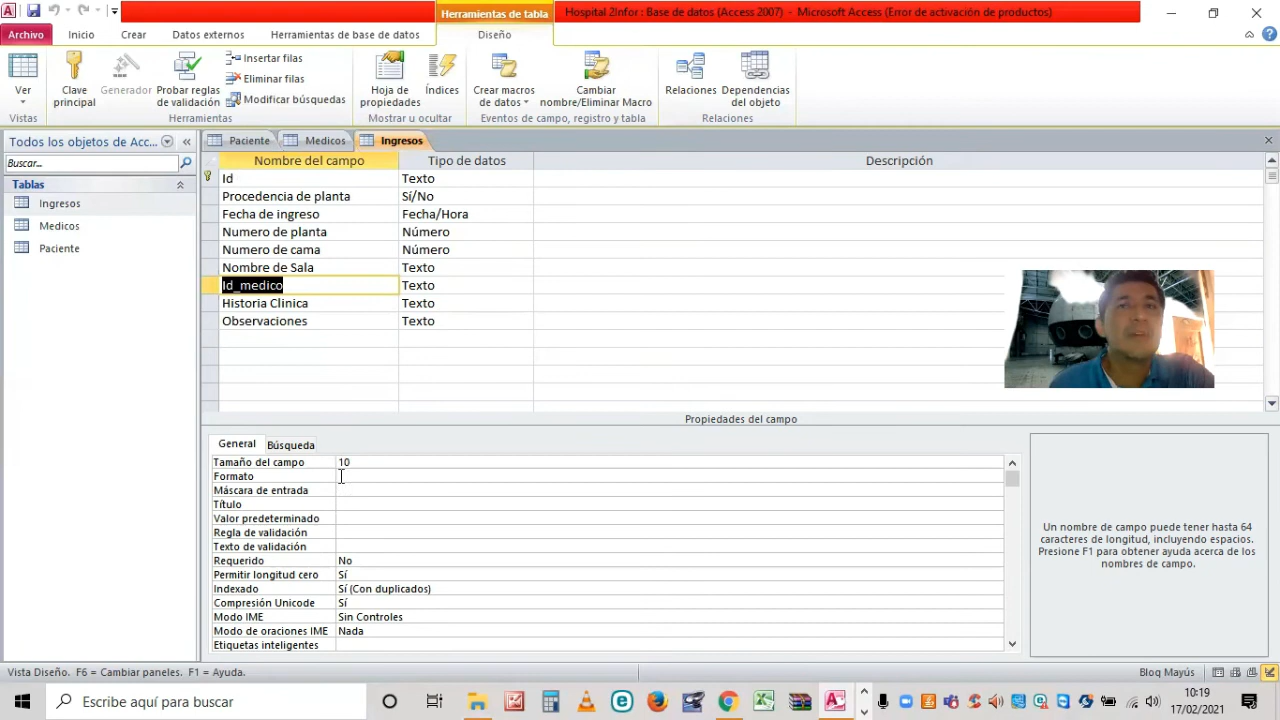 Herramientas de tabla
Hospital 2Infor : Base de datos (Access 2007) - Microsoft Access (Error de activación de productos)
Archivo
Inicio
Crear
Datos externos
Herramientas de base de datos
Diseño
Ver
Clave
principal
Generador
Probar reglas
de validación
Insertar filas
Eliminar filas
Modificar búsquedas
Hoja de
propiedades
Índices
Crear macros
de datos
Cambiar
nombre/Eliminar Macro
Relaciones
Dependencias
del objeto
Vistas
Herramientas
Mostrar u ocultar
Eventos de campo, registro y tabla
Relaciones
Todos los objetos de Acc...
Buscar...
Tablas
Ingresos
Medicos
Paciente
Paciente
Medicos
Ingresos
Nombre del campo Tipo de datos Descripción
Id Texto
Procedencia de planta Sí/No
Fecha de ingreso Fecha/Hora
Numero de planta Número
Numero de cama Número
Nombre de Sala Texto
Id_medico Texto
Historia Clinica Texto
Observaciones Texto
Propiedades del campo
General Búsqueda
Tamaño del campo 10
Formato
Máscara de entrada
Título
Valor predeterminado
Regla de validación
Texto de validación
Requerido No
Permitir longitud cero Sí
Indexado Sí (Con duplicados)
Compresión Unicode Sí
Modo IME Sin Controles
Modo de oraciones IME Nada
Etiquetas inteligentes
Un nombre de campo puede tener hasta 64
caracteres de longitud, incluyendo espacios.
Presione F1 para obtener ayuda acerca de los
nombres de campo.
Vista Diseño. F6 = Cambiar paneles. F1 = Ayuda.
Bloq Mayús
Escribe aquí para buscar
10:19
17/02/2021